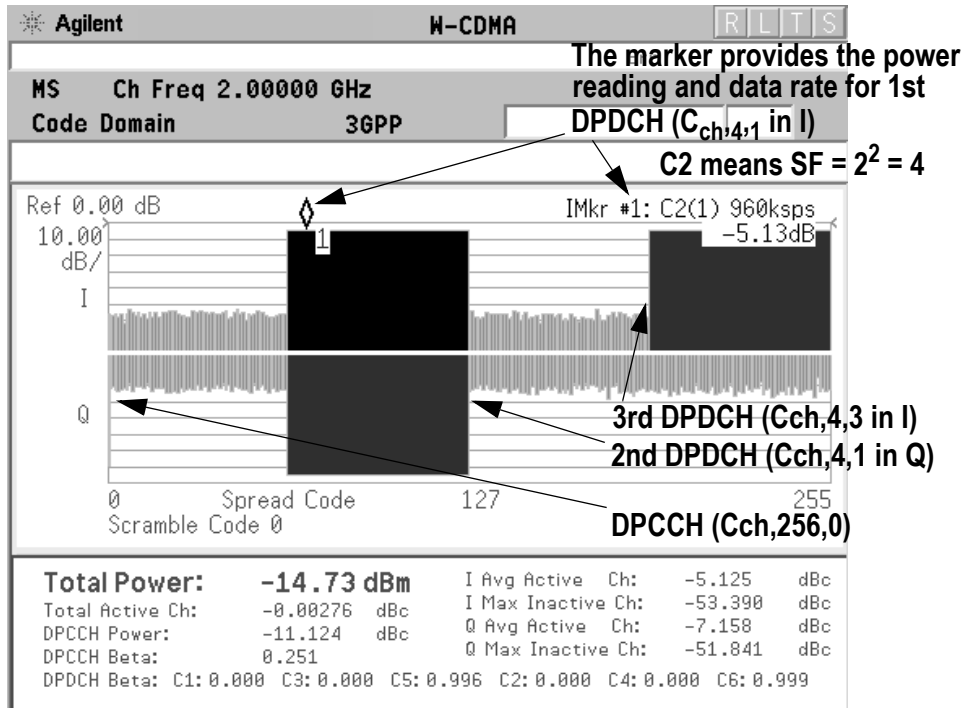 Agilent W-CDMA R L T S
The marker provides the power
MS Ch Freq 2.00000 GHz reading and data rate for 1st
Code Domain 3GPP DPDCH (Cch,4,1 in I)
C2 means SF = 2² = 4
Ref 0.00 dB IMkr #1: C2(1) 960ksps
10.00 1 -5.13dB
dB/
I
Q 3rd DPDCH (Cch,4,3 in I)
2nd DPDCH (Cch,4,1 in Q)
0 Spread Code 127 255
Scramble Code 0 DPCCH (Cch,256,0)
Total Power: -14.73 dBm I Avg Active Ch: -5.125 dBc
Total Active Ch: -0.00276 dBc I Max Inactive Ch: -53.390 dBc
DPCCH Power: -11.124 dBc Q Avg Active Ch: -7.158 dBc
DPCCH Beta: 0.251 Q Max Inactive Ch: -51.841 dBc
DPDCH Beta: C1: 0.000 C3: 0.000 C5: 0.996 C2: 0.000 C4: 0.000 C6: 0.999